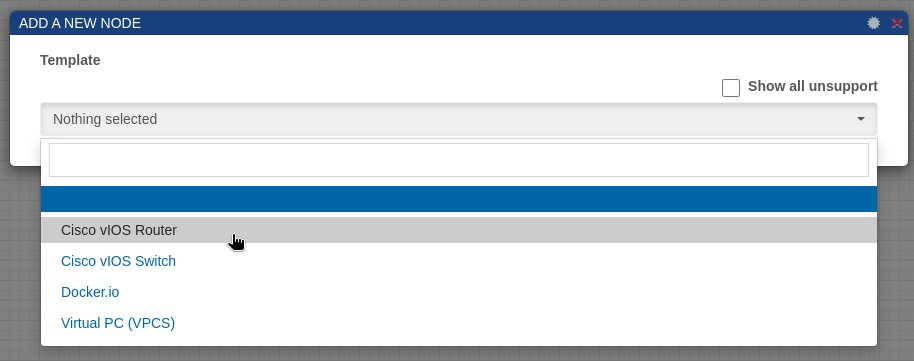 ADD A NEW NODE
Template
Show all unsupport
Nothing selected
Cisco vIOS Router
Cisco vIOS Switch
Docker.io
Virtual PC (VPCS)